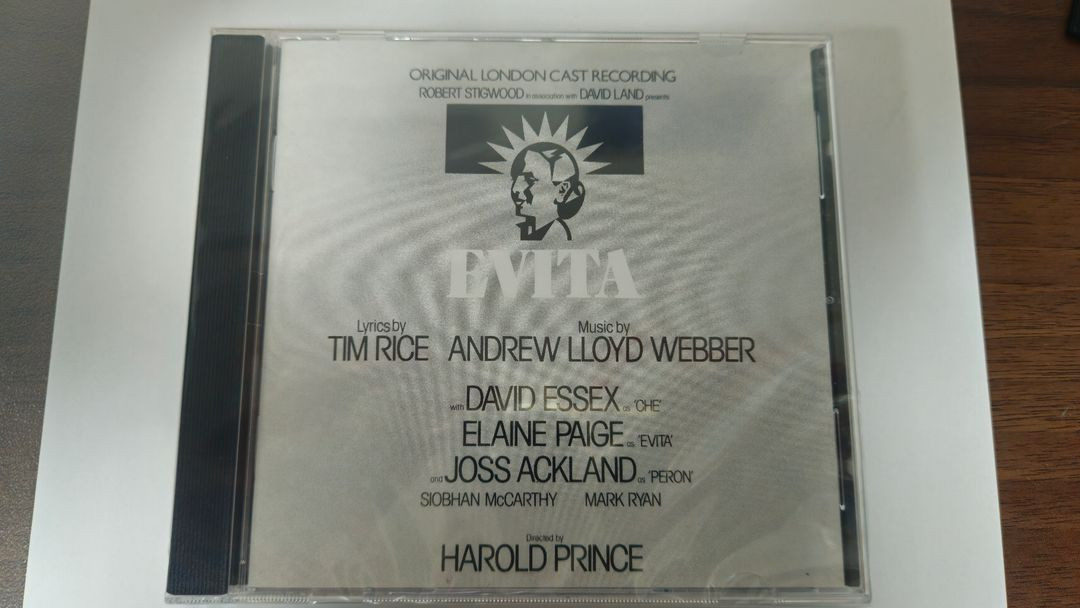 ORIGINAL LONDON CAST RECORDING
ROBERT STIGWOOD in association with DAVID LAND presents
EVITA
Lyrics by Music by
TIM RICE ANDREW LLOYD WEBBER
with DAVID ESSEX as 'CHE'
ELAINE PAIGE as 'EVITA'
and JOSS ACKLAND as 'PERON'
SIOBHAN McCARTHY MARK RYAN
Directed by
HAROLD PRINCE